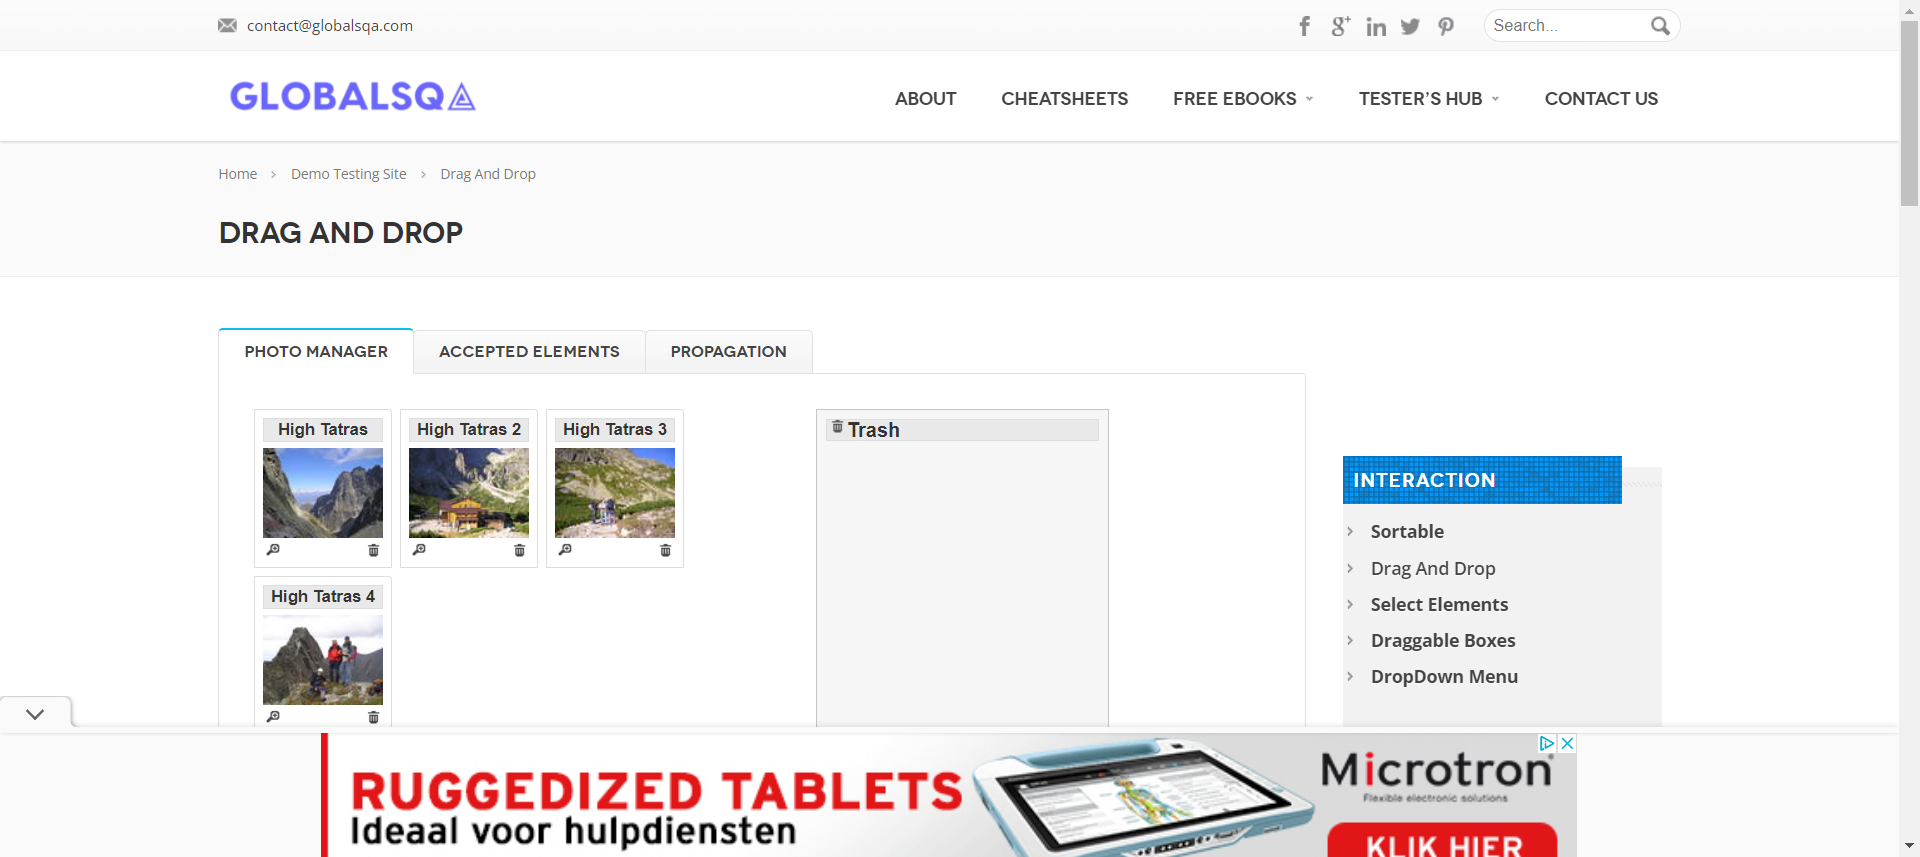 contact@globalsqa.com
Search...
GLOBALSQA
ABOUT
CHEATSHEETS
FREE EBOOKS
TESTER'S HUB
CONTACT US
Home
Demo Testing Site
Drag And Drop
DRAG AND DROP
PHOTO MANAGER
ACCEPTED ELEMENTS
PROPAGATION
High Tatras
High Tatras 2
High Tatras 3
High Tatras 4
Trash
INTERACTION
Sortable
Drag And Drop
Select Elements
Draggable Boxes
DropDown Menu
RUGGEDIZED TABLETS
Ideaal voor hulpdiensten
Microtron
Flexible electronic solutions
KLIK HIER